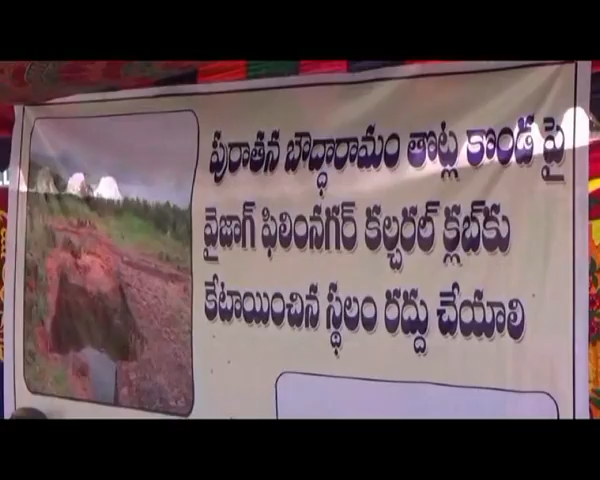 పురాతన బౌద్ధారామం తొట్ల కొండ పై
వైజాగ్ ఫిలింనగర్ కల్చరల్ క్లబ్‌కు
కేటాయించిన స్థలం రద్దు చేయాలి